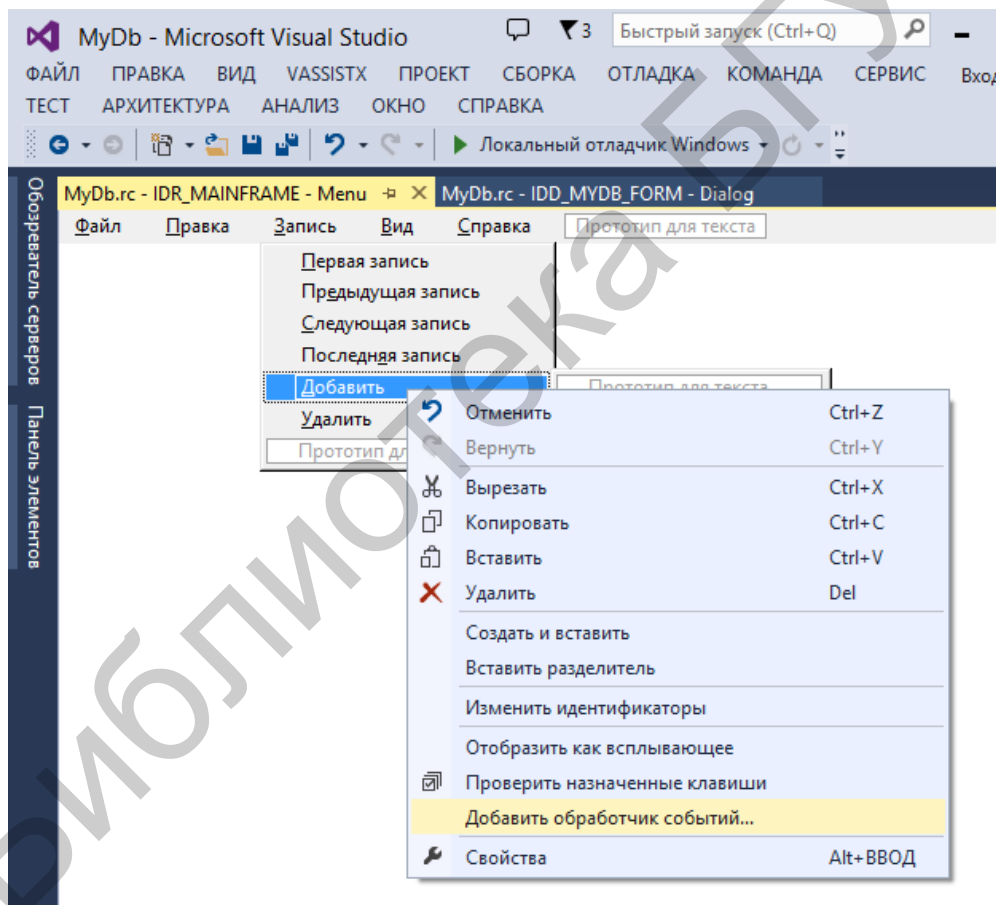 MyDb - Microsoft Visual Studio 3 Быстрый запуск (Ctrl+Q)
ФАЙЛ ПРАВКА ВИД VASSISTX ПРОЕКТ СБОРКА ОТЛАДКА КОМАНДА СЕРВИС Вход
ТЕСТ АРХИТЕКТУРА АНАЛИЗ ОКНО СПРАВКА
Локальный отладчик Windows
Обозреватель серверов
Панель элементов
MyDb.rc - IDR_MAINFRAME - Menu MyDb.rc - IDD_MYDB_FORM - Dialog
Файл Правка Запись Вид Справка Прототип для текста
Первая запись
Предыдущая запись
Следующая запись
Последняя запись
Добавить Прототип для текста
Удалить
Прототип дл
Отменить Ctrl+Z
Вернуть Ctrl+Y
Вырезать Ctrl+X
Копировать Ctrl+C
Вставить Ctrl+V
Удалить Del
Создать и вставить
Вставить разделитель
Изменить идентификаторы
Отобразить как всплывающее
Проверить назначенные клавиши
Добавить обработчик событий...
Свойства Alt+ВВОД
Библиотека БГУ